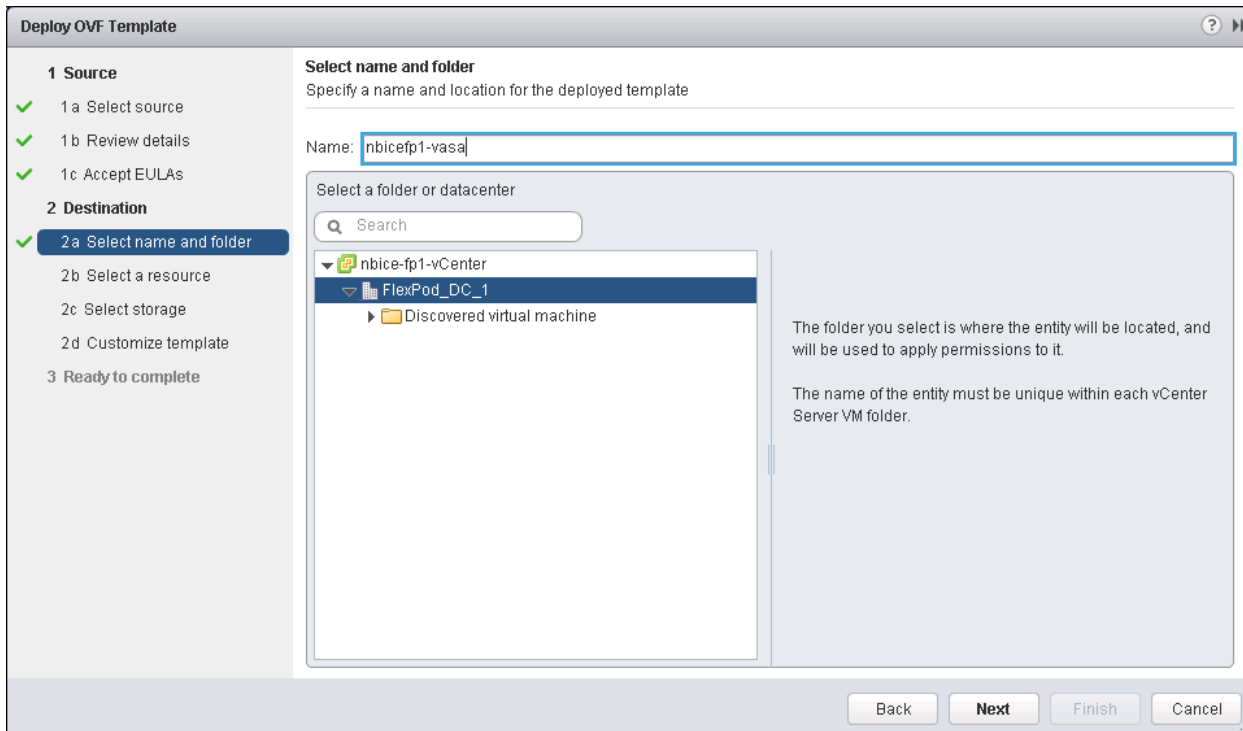 Deploy OVF Template
?
1 Source
1a Select source
1b Review details
1c Accept EULAs
2 Destination
2a Select name and folder
2b Select a resource
2c Select storage
2d Customize template
3 Ready to complete
Select name and folder
Specify a name and location for the deployed template
Name: nbicefp1-vasa
Select a folder or datacenter
Search
nbice-fp1-vCenter
FlexPod_DC_1
Discovered virtual machine
The folder you select is where the entity will be located, and
will be used to apply permissions to it.
The name of the entity must be unique within each vCenter
Server VM folder.
Back Next Finish Cancel